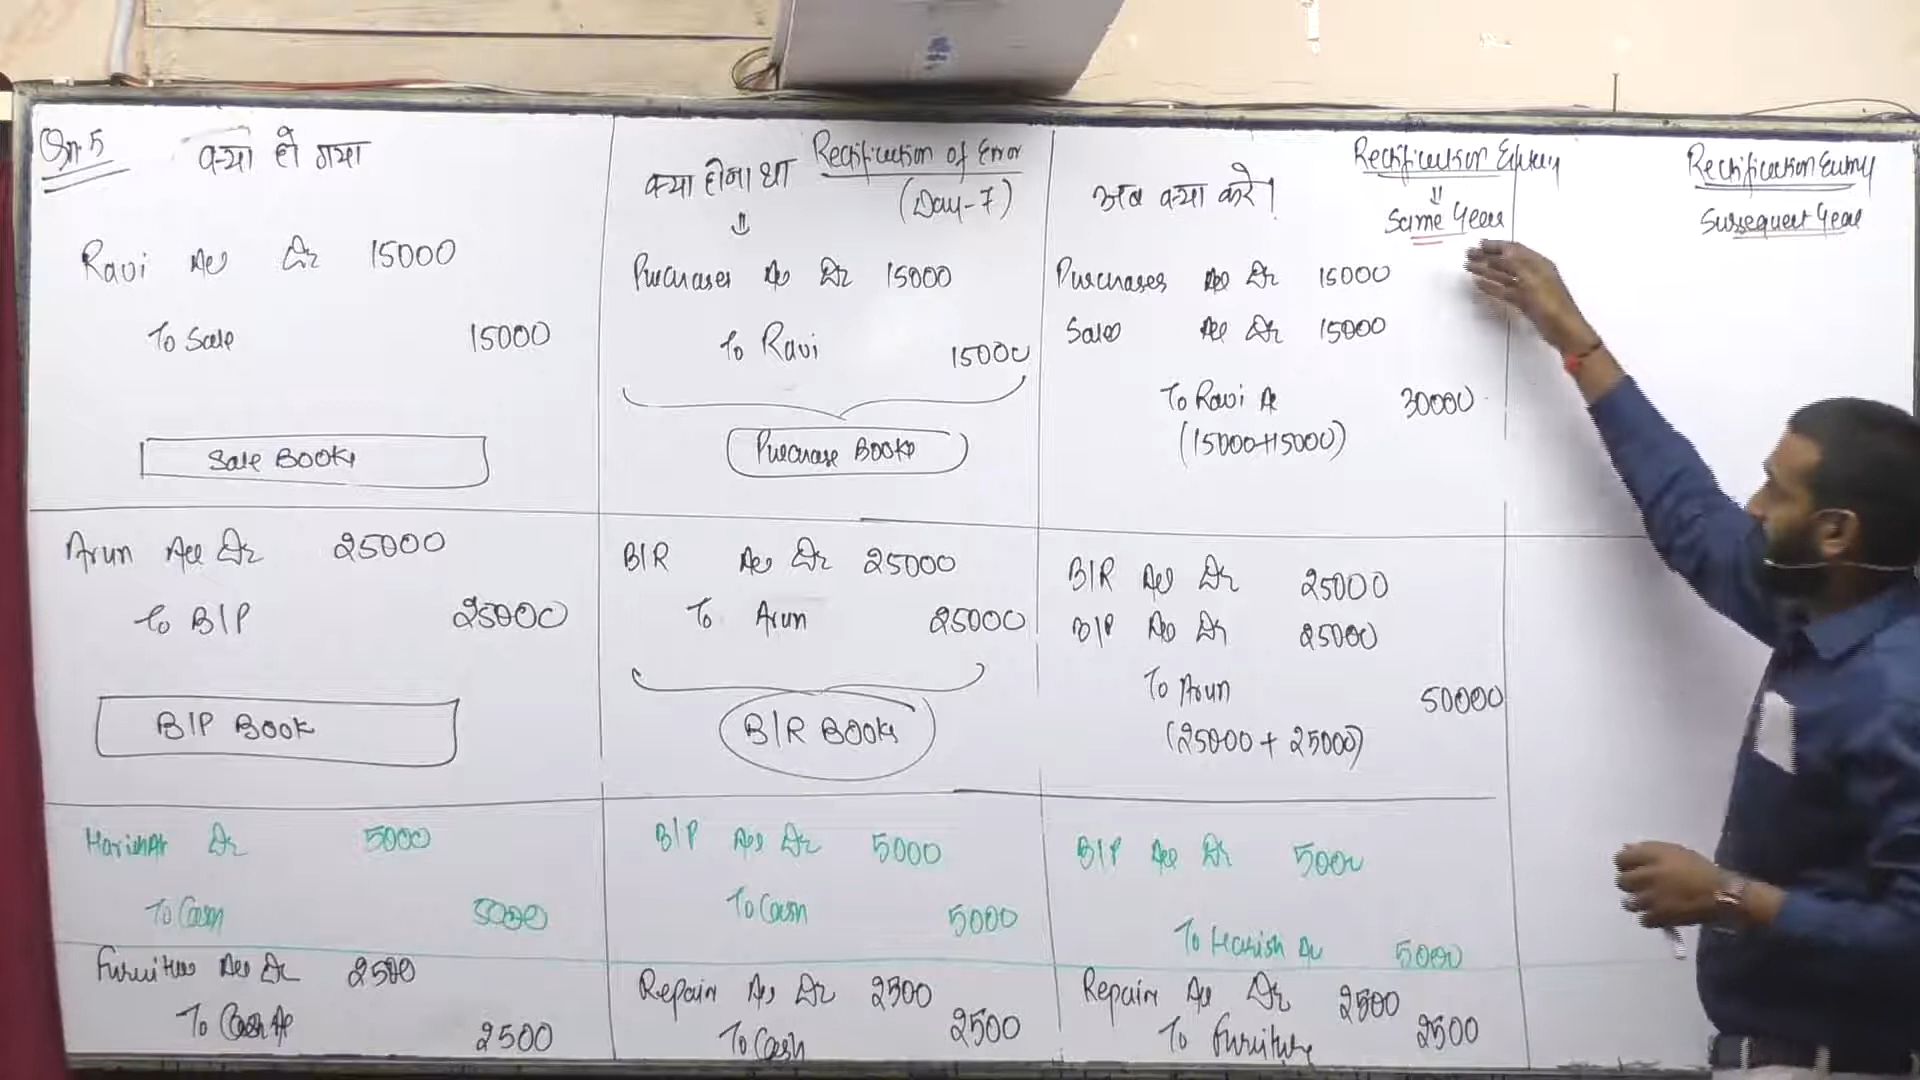 Qn.5
क्या हो गया
Ravi A/c Dr 15000
To Sale 15000
Sale Book
क्या होना था
Rectification of Error
(Day-7)
Purchases A/c Dr 15000
To Ravi 15000
Purchase Book
अब क्या करे!
Rectification Entry
Same Year
Purchases A/c Dr 15000
Sales A/c Dr 15000
To Ravi A/c 30000
(15000+15000)
Rectification Entry
Subsequent Year
Arun A/c Dr 25000
To B/P 25000
B/P Book
B/R A/c Dr 25000
To Arun 25000
B/R Book
B/R A/c Dr 25000
B/P A/c Dr 25000
To Arun 50000
(25000 + 25000)
Harish A/c Dr 5000
To Cash 5000
B/P A/c Dr 5000
To Cash 5000
B/P A/c Dr 5000
To Harish A/c 5000
Furniture A/c Dr 2500
To Cash A/c 2500
Repair A/c Dr 2500
To Cash 2500
Repair A/c Dr 2500
To Furniture 2500